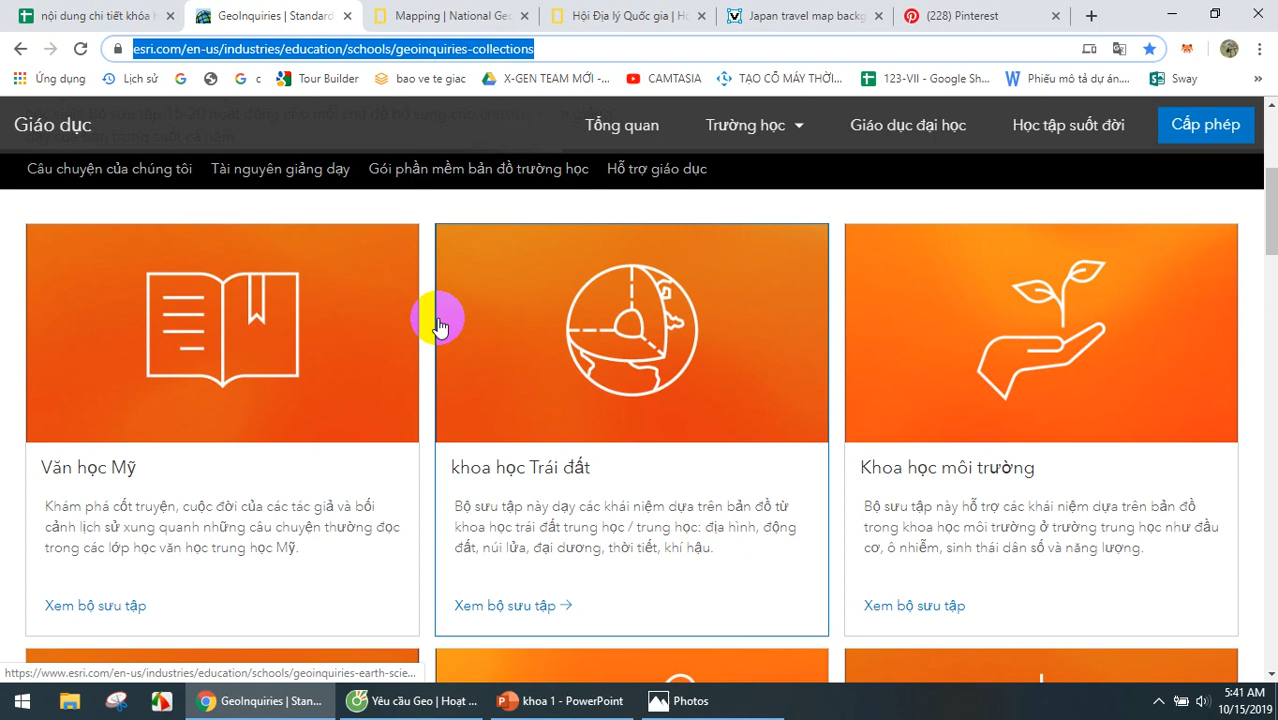 nội dung chi tiết khóa h
GeoInquiries | Standard
Mapping | National Ge
Hội Địa lý Quốc gia | Ho
Japan travel map backg
(228) Pinterest
esri.com/en-us/industries/education/schools/geoinquiries-collections
Ứng dụng
Lịch sử
c
Tour Builder
bao ve te giac
X-GEN TEAM MỚI -...
CAMTASIA
TẠO CỖ MÁY THỜI...
123-VII - Google Sh...
Phiếu mô tả dự án....
Sway
»
Giáo dục
Tổng quan
Trường học
Giáo dục đại học
Học tập suốt đời
Cấp phép
Câu chuyện của chúng tôi
Tài nguyên giảng dạy
Gói phần mềm bản đồ trường học
Hỗ trợ giáo dục
Văn học Mỹ
Khám phá cốt truyện, cuộc đời của các tác giả và bối
cảnh lịch sử xung quanh những câu chuyện thường đọc
trong các lớp học văn học trung học Mỹ.
Xem bộ sưu tập
khoa học Trái đất
Bộ sưu tập này dạy các khái niệm dựa trên bản đồ từ
khoa học trái đất trung học / trung học: địa hình, động
đất, núi lửa, đại dương, thời tiết, khí hậu.
Xem bộ sưu tập →
Khoa học môi trường
Bộ sưu tập này hỗ trợ các khái niệm dựa trên bản đồ
trong khoa học môi trường ở trường trung học như đầu
cơ, ô nhiễm, sinh thái dân số và năng lượng.
Xem bộ sưu tập
https://www.esri.com/en-us/industries/education/schools/geoinquiries-earth-scie...
GeoInquiries | Stan...
Yêu cầu Geo | Hoạt ...
khoa 1 - PowerPoint
Photos
5:41 AM
10/15/2019